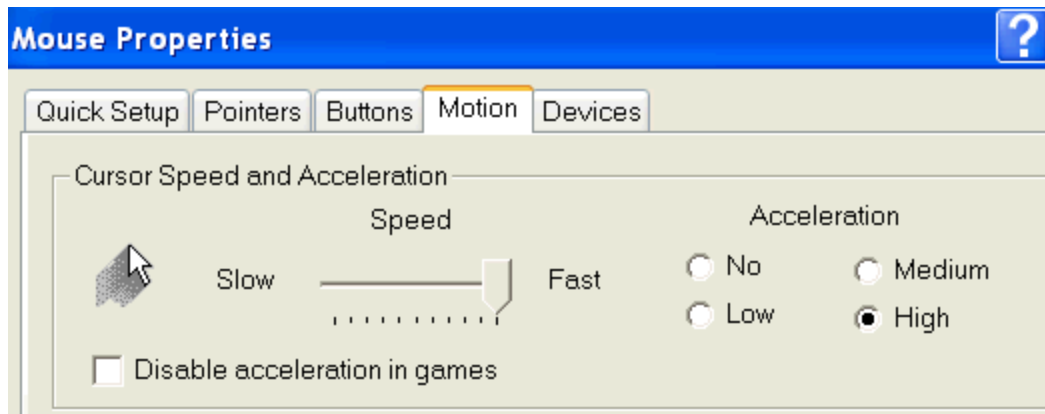 Mouse Properties ?
Quick Setup Pointers Buttons Motion Devices
Cursor Speed and Acceleration
Speed Acceleration
Slow Fast No Medium
Low High
Disable acceleration in games